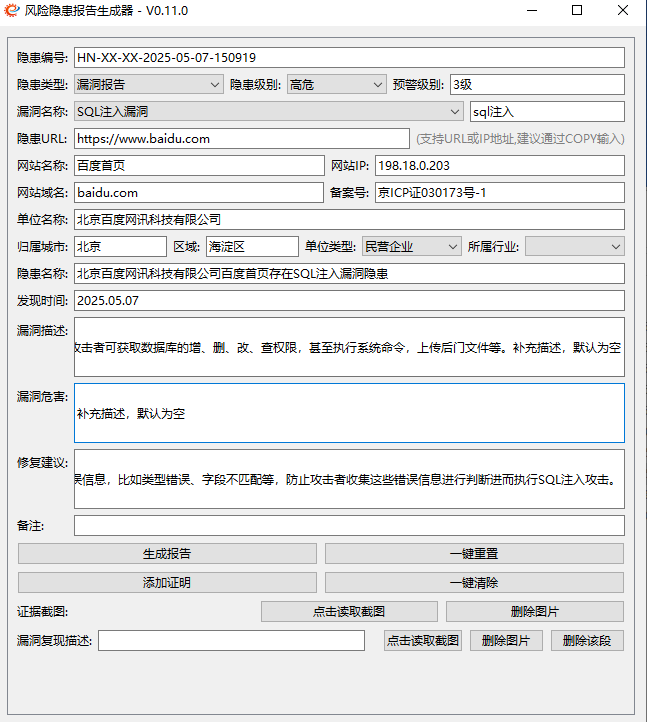 风险隐患报告生成器 - V0.11.0
隐患编号: HN-XX-XX-2025-05-07-150919
隐患类型: 漏洞报告 隐患级别: 高危 预警级别: 3级
漏洞名称: SQL注入漏洞 sql注入
隐患URL: https://www.baidu.com (支持URL或IP地址,建议通过COPY输入)
网站名称: 百度首页 网站IP: 198.18.0.203
网站域名: baidu.com 备案号: 京ICP证030173号-1
单位名称: 北京百度网讯科技有限公司
归属城市: 北京 区域: 海淀区 单位类型: 民营企业 所属行业:
隐患名称: 北京百度网讯科技有限公司百度首页存在SQL注入漏洞隐患
发现时间: 2025.05.07
漏洞描述: 攻击者可获取数据库的增、删、改、查权限，甚至执行系统命令，上传后门文件等。补充描述，默认为空
漏洞危害: 补充描述，默认为空
修复建议: 误信息，比如类型错误、字段不匹配等，防止攻击者收集这些错误信息进行判断进而执行SQL注入攻击。
备注:
生成报告 一键重置
添加证明 一键清除
证据截图: 点击读取截图 删除图片
漏洞复现描述: 点击读取截图 删除图片 删除该段